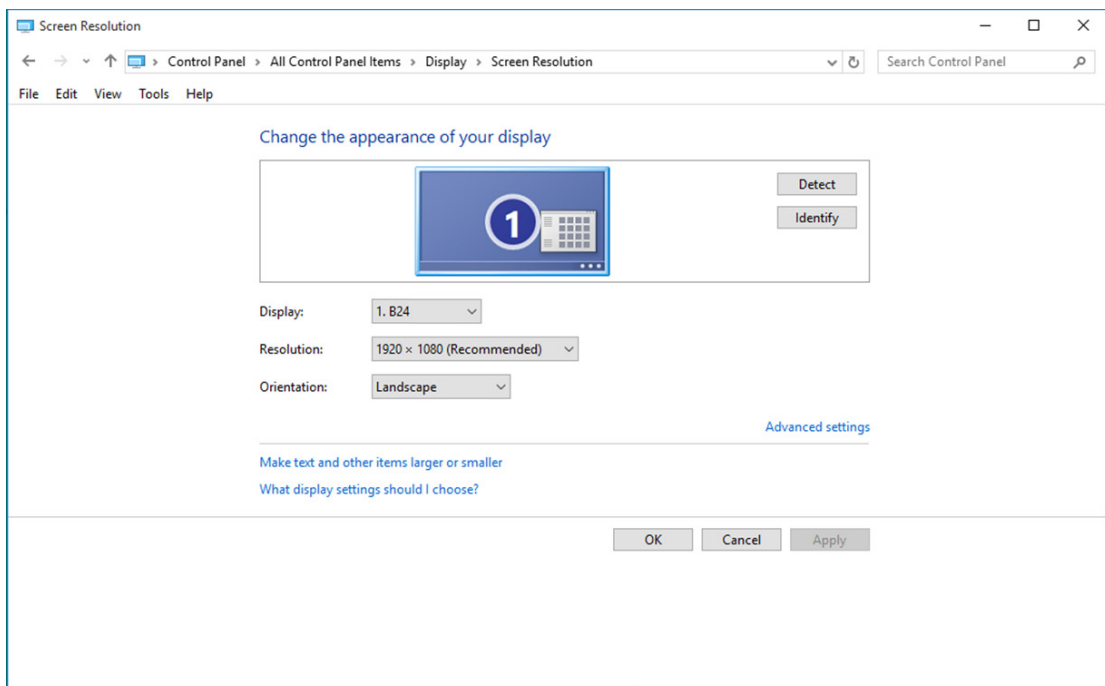 Screen Resolution
Control Panel > All Control Panel Items > Display > Screen Resolution
Search Control Panel
File Edit View Tools Help
Change the appearance of your display
1
Detect
Identify
Display: 1. B24
Resolution: 1920 × 1080 (Recommended)
Orientation: Landscape
Advanced settings
Make text and other items larger or smaller
What display settings should I choose?
OK Cancel Apply